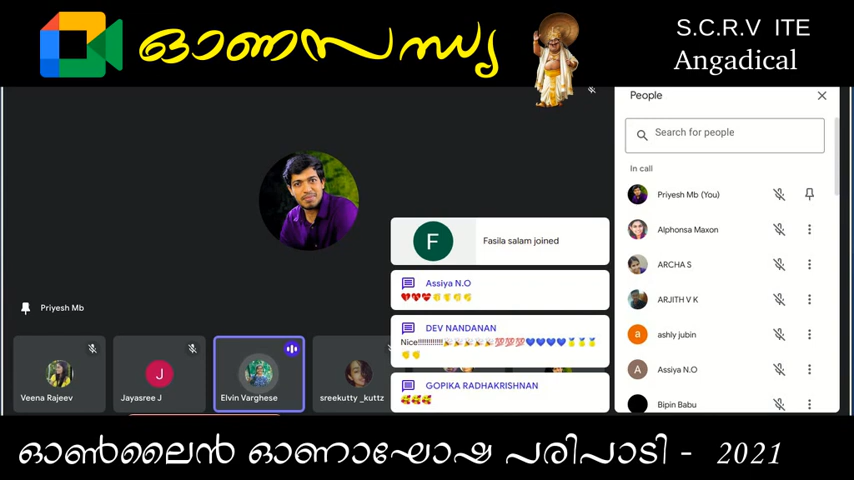 ഓണസന്ധ്യ
S.C.R.V ITE
Angadical
People
Search for people
In call
Priyesh Mb (You)
Alphonsa Maxon
ARCHA S
ARJITH V K
ashly jubin
Assiya N.O
Bipin Babu
Priyesh Mb
Veena Rajeev
Jayasree J
Elvin Varghese
sreekutty _kuttz
Fasila salam joined
Assiya N.O
💔💔❤👏👏👏👏
DEV NANDANAN
Nice!!!!!!!!!!!!🎉🎉🎉🎉🎉💯💯💯💙💙💙💙🏅🏅🏅
👏👏
GOPIKA RADHAKRISHNAN
🥰🥰🥰
ഓൺലൈൻ ഓണാഘോഷ പരിപാടി - 2021